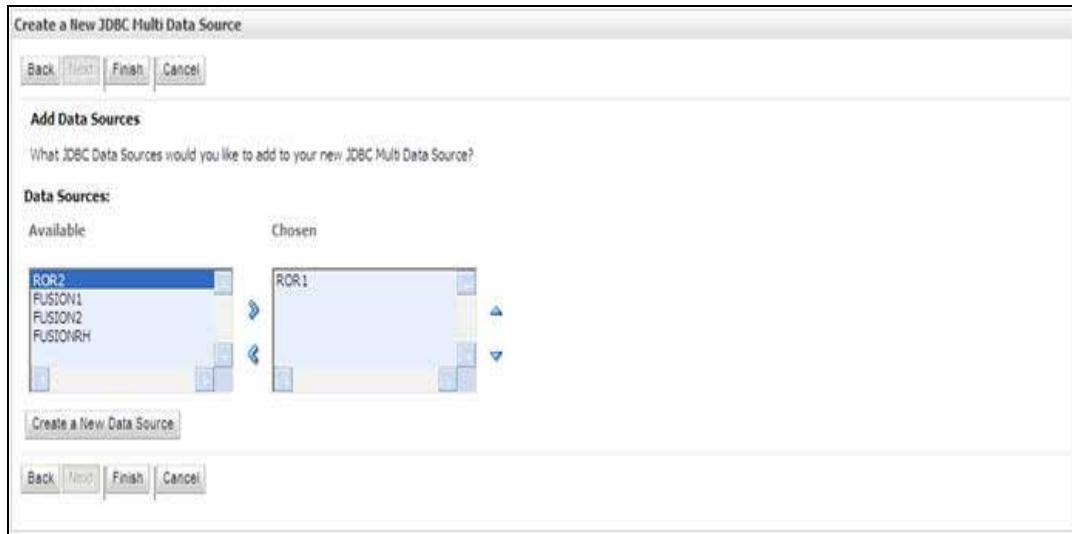 Create a New JDBC Multi Data Source
Back Next Finish Cancel
Add Data Sources
What JDBC Data Sources would you like to add to your new JDBC Multi Data Source?
Data Sources:
Available Chosen
ROR2 ROR1
FUSION1
FUSION2
FUSIONRH
Create a New Data Source
Back Next Finish Cancel